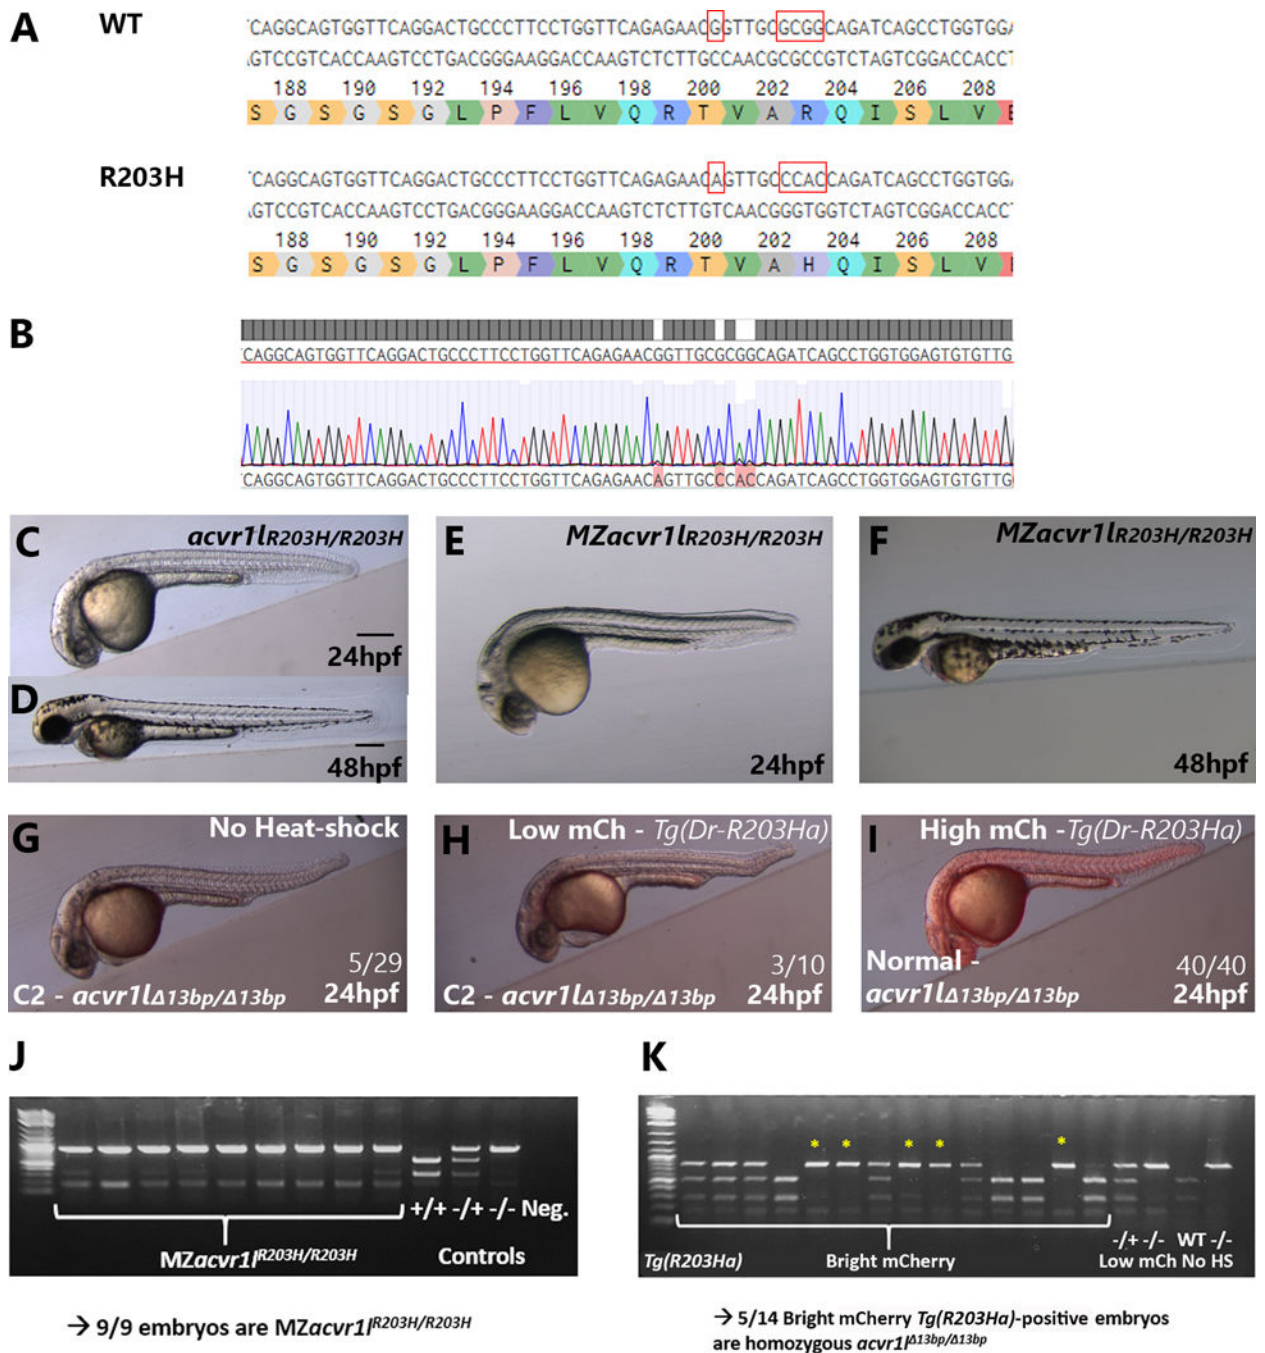 A
WT
CAGGCAGTGGTTCAGGACTGCCCTTCCTGGTTCAGAGAACGGTTGCGCGGCAGATCAGCCTGGTGGA
GTCCGTCACCAAGTCCTGACGGGAAGGACCAAGTCTCTTGCCAACGCGCCGTCTAGTCGGACCACCT
188 190 192 194 196 198 200 202 204 206 208
S G S G S G L P F L V Q R T V A R Q I S L V E
R203H
CAGGCAGTGGTTCAGGACTGCCCTTCCTGGTTCAGAGAACAGTTGCCCACCAGATCAGCCTGGTGGA
GTCCGTCACCAAGTCCTGACGGGAAGGACCAAGTCTCTTGTCAACGGGTGGTCTAGTCGGACCACCT
188 190 192 194 196 198 200 202 204 206 208
S G S G S G L P F L V Q R T V A H Q I S L V
B
CAGGCAGTGGTTCAGGACTGCCCTTCCTGGTTCAGAGAACGGTTGCGCGGCAGATCAGCCTGGTGGAGTGTGTTG
CAGGCAGTGGTTCAGGACTGCCCTTCCTGGTTCAGAGAACAGTTGCCCACCAGATCAGCCTGGTGGAGTGTGTTG
C
acvr1lR203H/R203H
24hpf
D
48hpf
E
MZacvr1lR203H/R203H
24hpf
F
MZacvr1lR203H/R203H
48hpf
G
No Heat-shock
5/29
C2 - acvr1lΔ13bp/Δ13bp 24hpf
H
Low mCh - Tg(Dr-R203Ha)
3/10
C2 - acvr1lΔ13bp/Δ13bp 24hpf
I
High mCh -Tg(Dr-R203Ha)
Normal - 40/40
acvr1lΔ13bp/Δ13bp 24hpf
J
+/+ -/+ -/- Neg.
MZacvr1lR203H/R203H
Controls
→ 9/9 embryos are MZacvr1lR203H/R203H
K
* * * * *
-/+ -/- WT -/-
Tg(R203Ha) Bright mCherry Low mCh No HS
→ 5/14 Bright mCherry Tg(R203Ha)-positive embryos
are homozygous acvr1lΔ13bp/Δ13bp